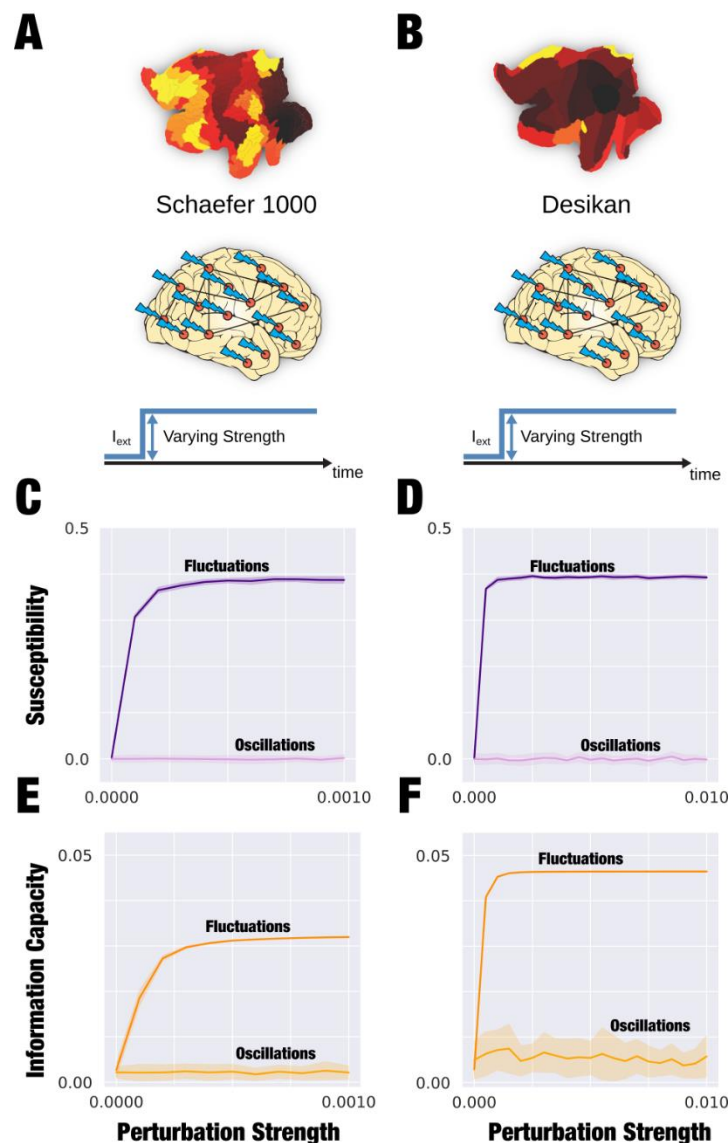 A
B
Schaefer 1000
Desikan
I_ext
Varying Strength
time
I_ext
Varying Strength
time
C
D
0.5
Fluctuations
0.5
Fluctuations
Susceptibility
Oscillations
Oscillations
0.0
0.0
0.0000
0.0010
0.000
0.010
E
F
0.05
Fluctuations
0.05
Fluctuations
Information Capacity
Oscillations
Oscillations
0.00
0.00
0.0000
0.0010
0.000
0.010
Perturbation Strength
Perturbation Strength